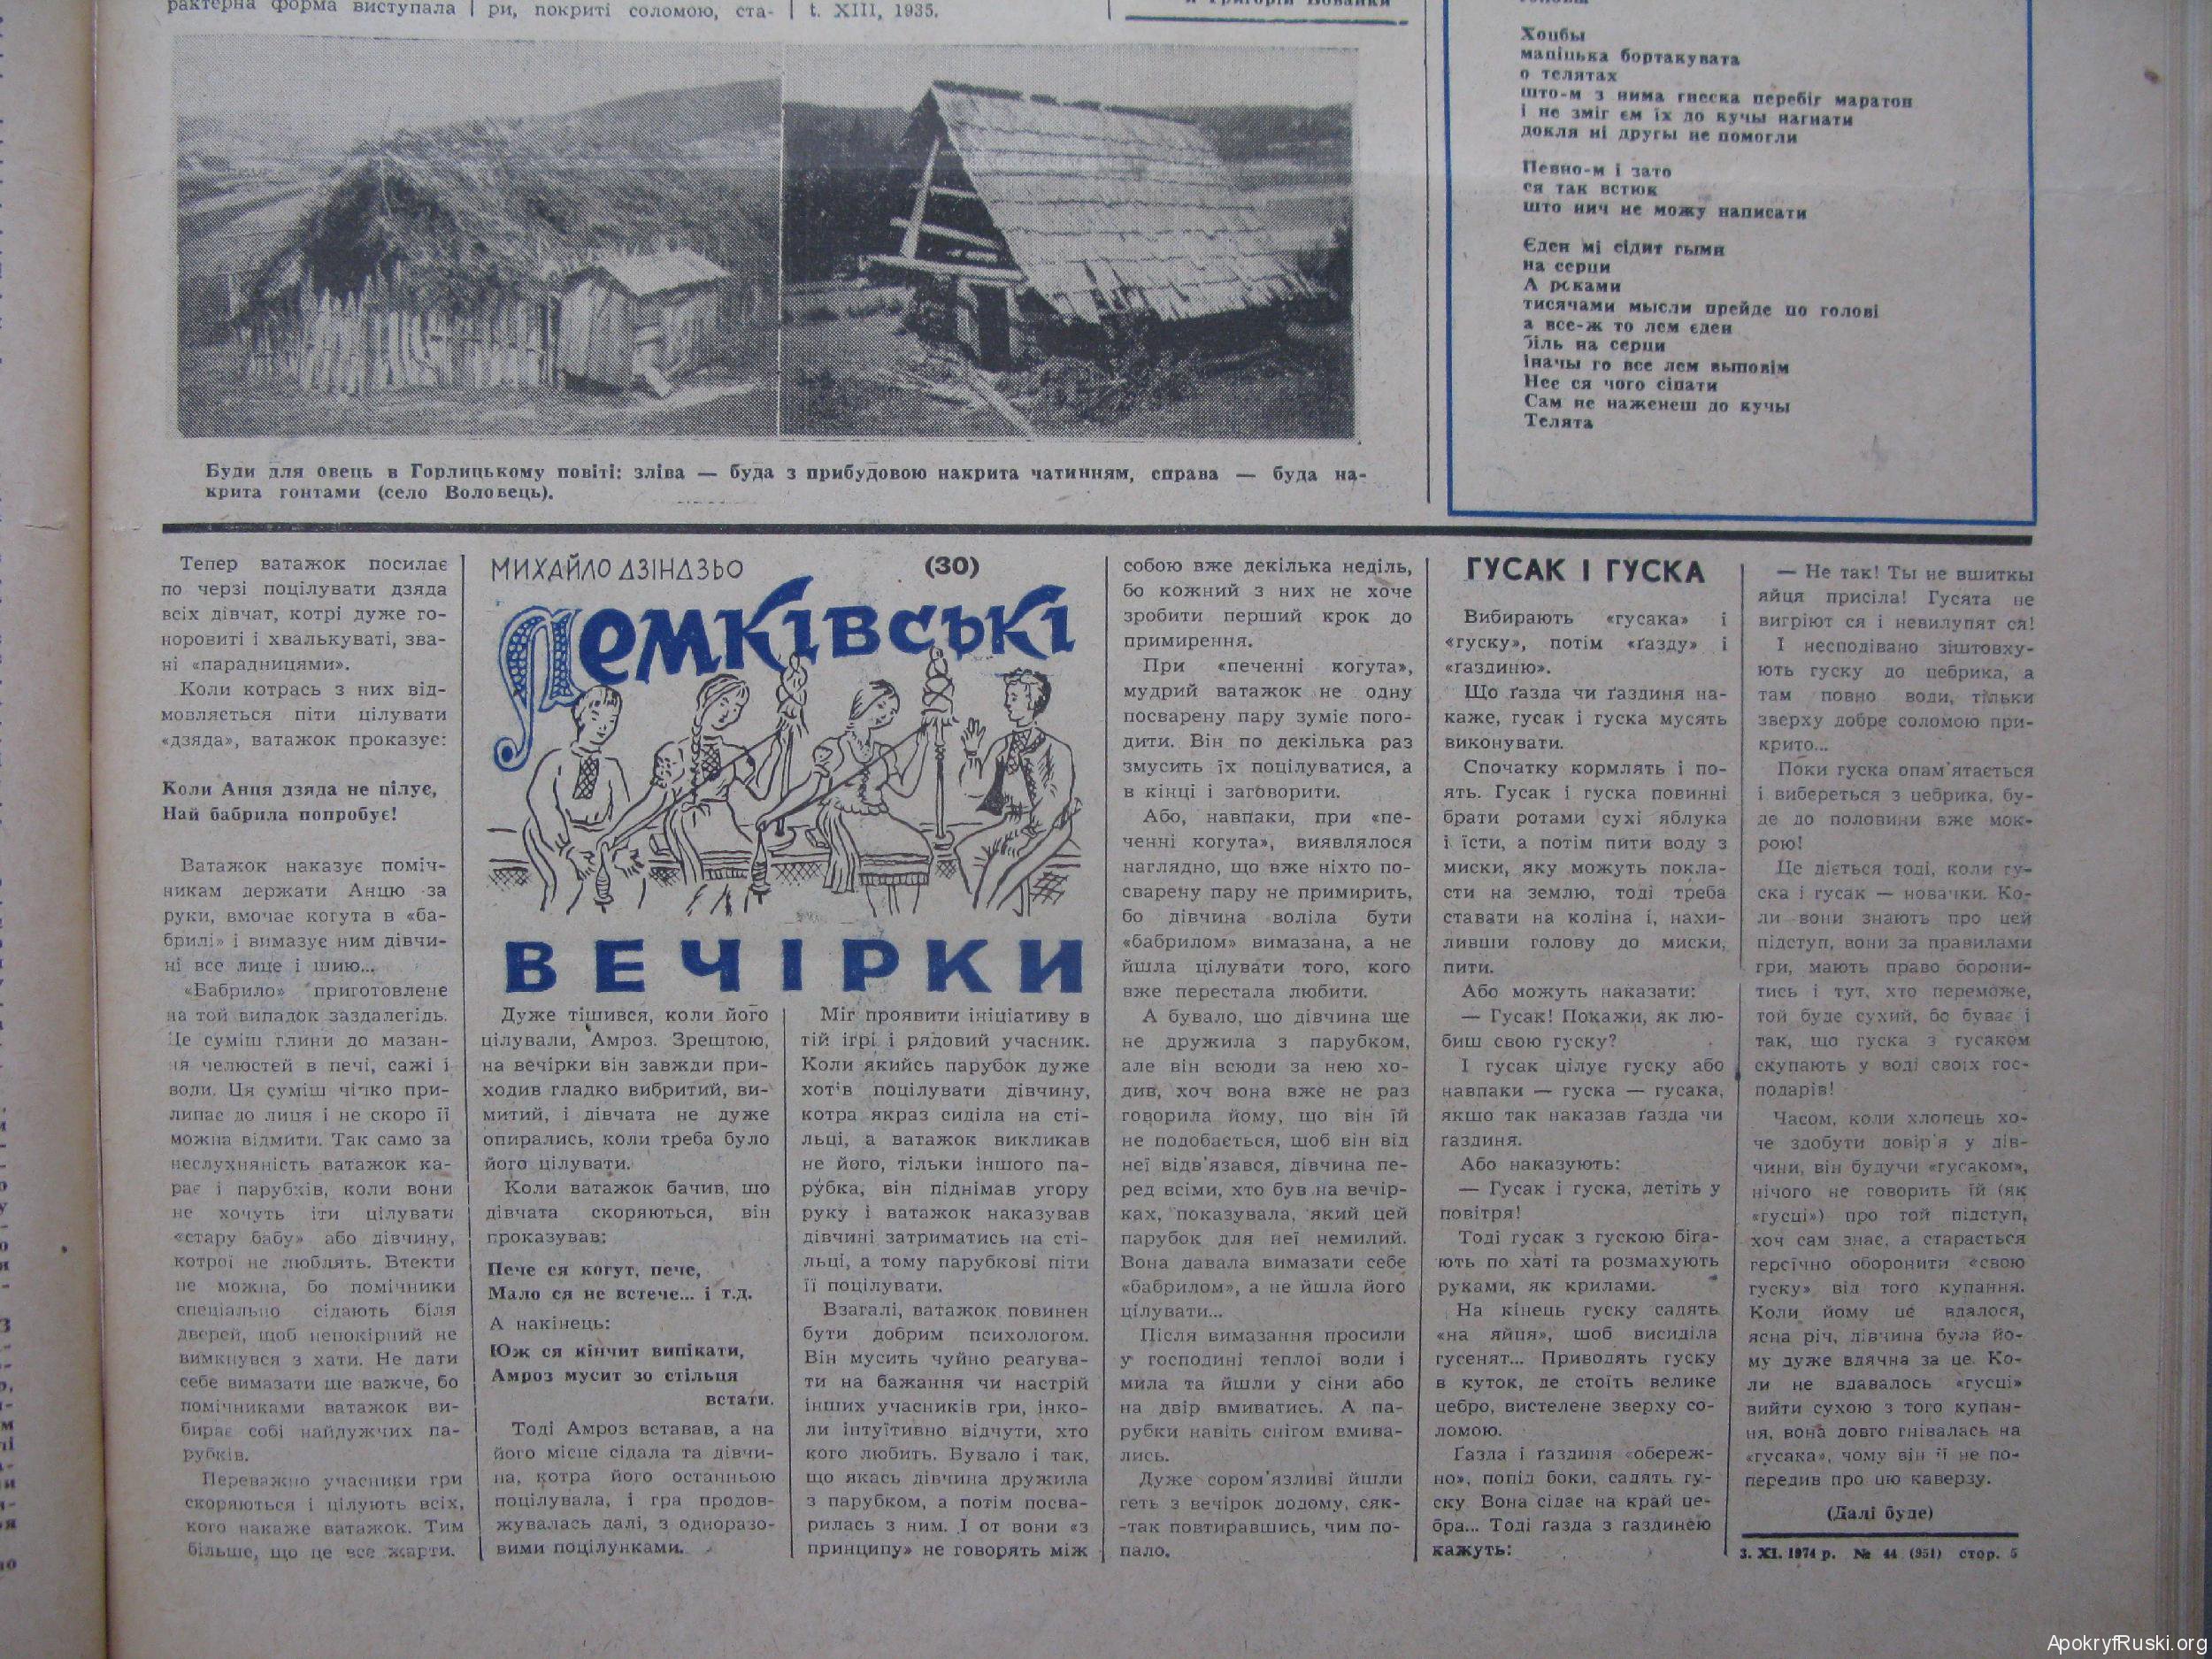 рактерна форма виступала
ри, покриті соломою, ста-
t. XIII, 1935.
Буди для овець в Горлицькому повіті: зліва — буда з прибудовою накрита чатинням, справа — буда на-
крита гонтами (село Воловець).
Хоцбы
маціцька бортакувата
о телятах
што-м з нима гнеска перебіг маратон
і не зміг єм їх до кучы нагнати
докля ні другы не помогли
Певно-м і зато
ся так встюк
што нич не можу написати
Єден мі сідит гыми
на серци
А роками
тисячами мысли прейде по голові
а все-ж то лем єден
біль на серци
Іначы го все лем выповім
Нее ся чого сіпати
Сам не наженеш до кучы
Телята
Тепер ватажок посилає
по черзі поцілувати дзяда
всіх дівчат, котрі дуже го-
норовиті і хвалькуваті, зва-
ні «парадницями».
Коли котрась з них від-
мовляється піти цілувати
«дзяда», ватажок проказує:
Коли Анця дзяда не цілує,
Най бабрила попробує!
Ватажок наказує поміч-
никам держати Анцю за
руки, вмочає когута в «ба-
брилі» і вимазує ним дівчи-
ні все лице і шию...
«Бабрило» приготовлене
на той випадок заздалегідь.
Це суміш глини до мазан-
ня челюстей в печі, сажі і
води. Ця суміш чіпко при-
липає до лиця і не скоро її
можна відмити. Так само за
неслухняність ватажок ка-
рає і парубків, коли вони
не хочуть іти цілувати
«стару бабу» або дівчину,
котрої не люблять. Втекти
не можна, бо помічники
спеціально сідають біля
дверей, щоб непокірний не
вимкнувся з хати. Не дати
себе вимазати ще важче, бо
помічниками ватажок ви-
бирає собі найдужчих па-
рубків.
Переважно учасники гри
скоряються і цілують всіх,
кого накаже ватажок. Тим
більше, що це все жарти.
МИХАЙЛО ДЗІНДЗЬО
(30)
Лемківські
ВЕЧІРКИ
Дуже тішився, коли його
цілували, Амроз. Зрештою,
на вечірки він завжди при-
ходив гладко вибритий, ви-
митий, і дівчата не дуже
опирались, коли треба було
його цілувати.
Коли ватажок бачив, що
дівчата скоряються, він
проказував:
Пече ся когут, пече,
Мало ся не встече... і т.д.
А накінець:
Юж ся кінчит випікати,
Амроз мусит зо стільця
встати.
Тоді Амроз вставав, а на
його місце сідала та дівчи-
на, котра його останньою
поцілувала, і гра продов-
жувалась далі, з одноразо-
вими поцілунками.
Міг проявити ініціативу в
тій ігрі і рядовий учасник.
Коли якийсь парубок дуже
хотів поцілувати дівчину,
котра якраз сиділа на сті-
льці, а ватажок викликав
не його, тільки іншого па-
рубка, він піднімав угору
руку і ватажок наказував
дівчині затриматись на сті-
льці, а тому парубкові піти
її поцілувати.
Взагалі, ватажок повинен
бути добрим психологом.
Він мусить чуйно реагува-
ти на бажання чи настрій
інших учасників гри, інко-
ли інтуїтивно відчути, хто
кого любить. Бувало і так,
що якась дівчина дружила
з парубком, а потім посва-
рилась з ним. І от вони «з
принципу» не говорять між
собою вже декілька неділь,
бо кожний з них не хоче
зробити перший крок до
примирення.
При «печенні когута»,
мудрий ватажок не одну
посварену пару зуміє пого-
дити. Він по декілька раз
змусить їх поцілуватися, а
в кінці і заговорити.
Або, навпаки, при «пе-
ченні когута», виявлялося
наглядно, що вже ніхто по-
сварену пару не примирить,
бо дівчина воліла бути
«бабрилом» вимазана, а не
йшла цілувати того, кого
вже перестала любити.
А бувало, що дівчина ще
не дружила з парубком,
але він всюди за нею хо-
див, хоч вона вже не раз
говорила йому, що він їй
не подобається, щоб він від
неї відв'язався, дівчина пе-
ред всіми, хто був на вечір-
ках, показувала, який цей
парубок для неї немилий.
Вона давала вимазати себе
«бабрилом», а не йшла його
цілувати...
Після вимазання просили
у господині теплої води і
мила та йшли у сіни або
на двір вмиватись. А па-
рубки навіть снігом вмива-
лись.
Дуже сором'язливі йшли
геть з вечірок додому, сяк-
-так повтиравшись, чим по-
пало.
ГУСАК І ГУСКА
Вибирають «гусака» і
«гуску», потім «ґазду» і
«ґаздиню».
Що ґазда чи ґаздиня на-
каже, гусак і гуска мусять
виконувати.
Спочатку кормлять і по-
ять. Гусак і гуска повинні
брати ротами сухі яблука
і їсти, а потім пити воду з
миски, яку можуть покла-
сти на землю, тоді треба
ставати на коліна і, нахи-
ливши голову до миски,
пити.
Або можуть наказати:
— Гусак! Покажи, як лю-
биш свою гуску?
І гусак цілує гуску або
навпаки — гуска — гусака,
якщо так наказав ґазда чи
ґаздиня.
Або наказують:
— Гусак і гуска, летіть у
повітря!
Тоді гусак з гускою біга-
ють по хаті та розмахують
руками, як крилами.
На кінець гуску садять
«на яйця», щоб висиділа
гусенят... Приводять гуску
в куток, де стоїть велике
цебро, вистелене зверху со-
ломою.
Ґазда і ґаздиня «обереж-
но», попід боки, садять гу-
ску. Вона сідає на край це-
бра... Тоді ґазда з ґаздинею
кажуть:
— Не так! Ты не вшиткы
яйця присіла! Гусята не
вигріют ся і невилупят ся!
І несподівано зіштовху-
ють гуску до цебрика, а
там повно води, тільки
зверху добре соломою при-
крито...
Поки гуска опам'ятається
і вибереться з цебрика, бу-
де до половини вже мок-
рою!
Це діється тоді, коли гу-
ска і гусак — новачки. Ко-
ли вони знають про цей
підступ, вони за правилами
гри, мають право борони-
тись і тут, хто переможе,
той буде сухий, бо буває і
так, що гуска з гусаком
скупають у воді своїх гос-
подарів!
Часом, коли хлопець хо-
че здобути довір'я у дів-
чини, він будучи «гусаком»,
нічого не говорить їй (як
«гусці») про той підступ,
хоч сам знає, а старається
героїчно оборонити «свою
гуску» від того купання.
Коли йому це вдалося,
ясна річ, дівчина була йо-
му дуже вдячна за це. Ко-
ли не вдавалось «гусці»
вийти сухою з того купан-
ня, вона довго гнівалась на
«гусака», чому він її не по-
передив про цю каверзу.
(Далі буде)
3. XI. 1974 р. № 44 (951) стор. 5
ApokryfRuski.org